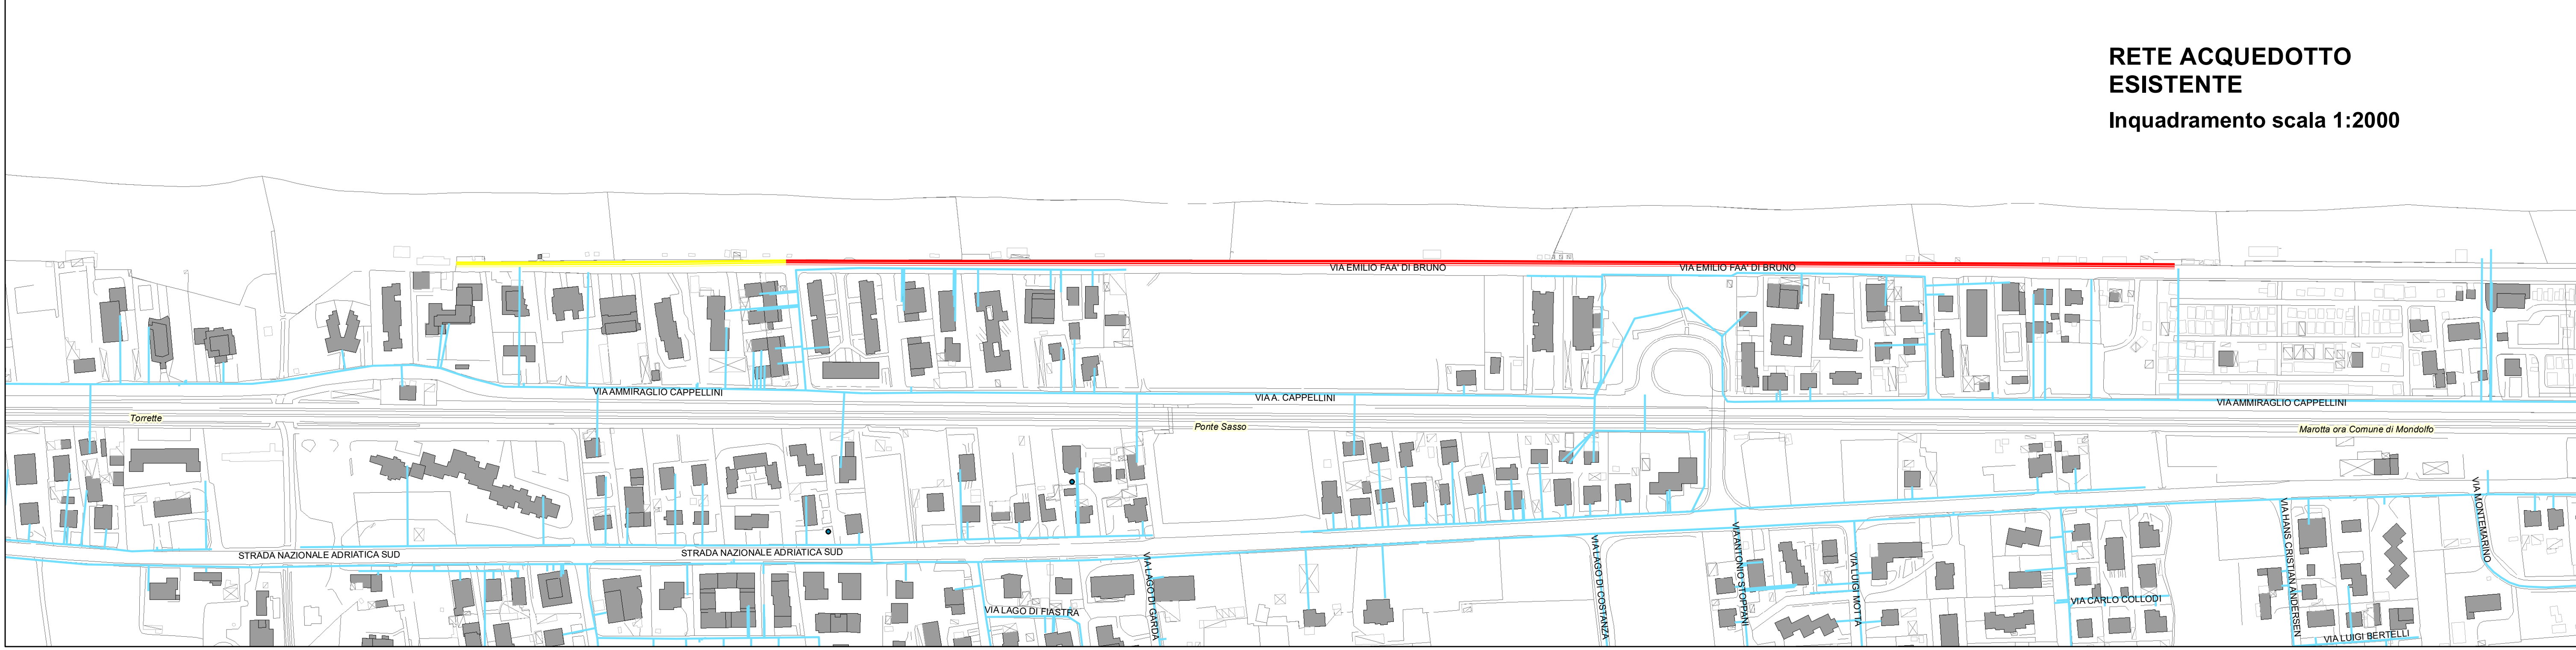 RETE ACQUEDOTTO
ESISTENTE
Inquadramento scala 1:2000
VIA EMILIO FAA' DI BRUNO
VIA EMILIO FAA' DI BRUNO
VIA AMMIRAGLIO CAPPELLINI
VIA A. CAPPELLINI
VIA AMMIRAGLIO CAPPELLINI
Torrette
Ponte Sasso
Marotta ora Comune di Mondolfo
STRADA NAZIONALE ADRIATICA SUD
STRADA NAZIONALE ADRIATICA SUD
VIA LAGO DI FIASTRA
VIA LAGO DI GARDA
VIA LAGO DI COSTANZA
VIA ANTONIO STOPPANI
VIA LUIGI MOTTA
VIA CARLO COLLODI
VIA HANS CRISTIAN ANDERSEN
VIA LUIGI BERTELLI
VIA MONTEMARINO